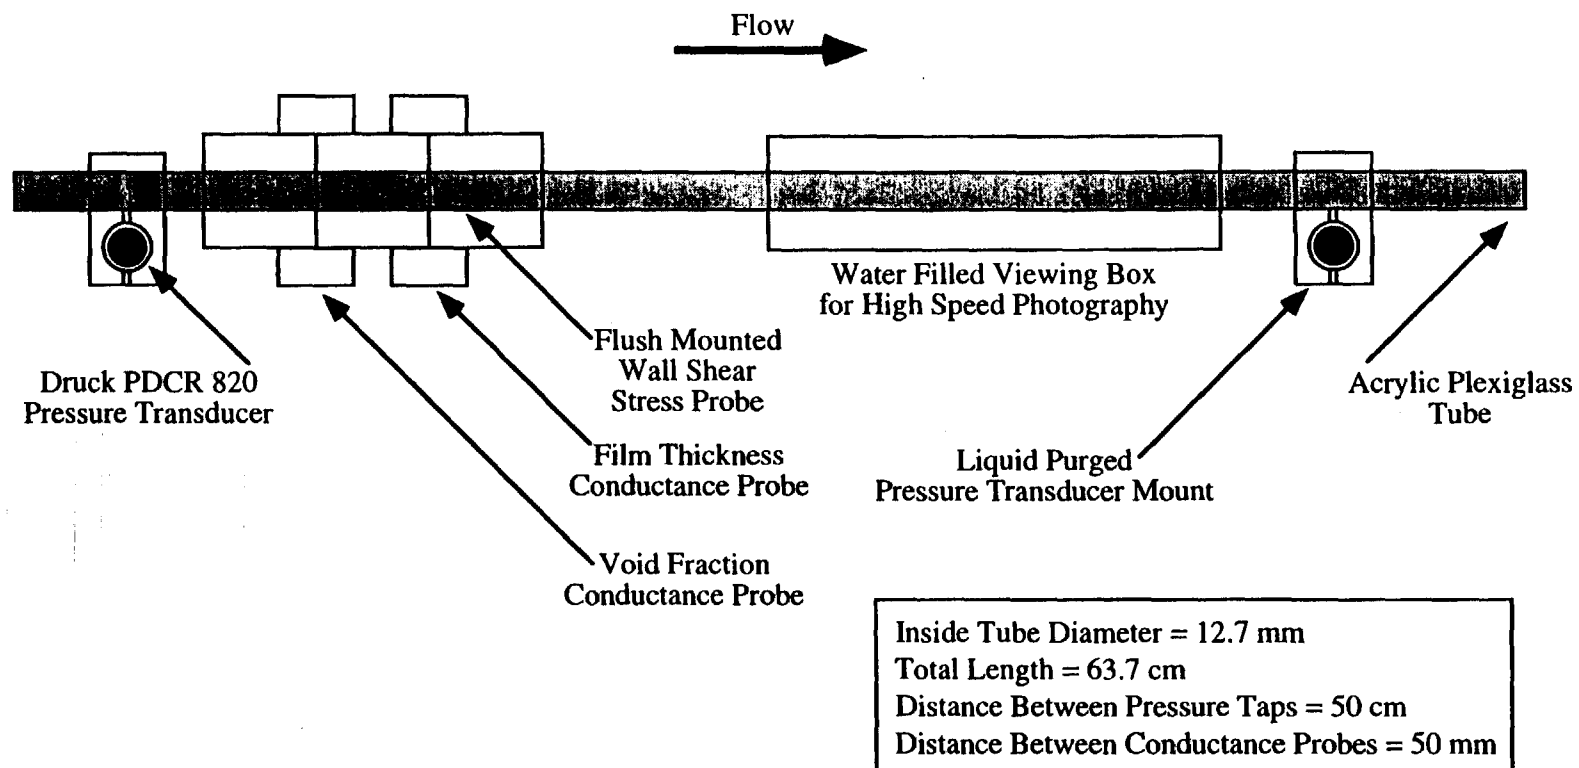 Flow
Water Filled Viewing Box
for High Speed Photography
Flush Mounted
Wall Shear
Stress Probe
Druck PDCR 820
Pressure Transducer
Acrylic Plexiglass
Tube
Film Thickness
Conductance Probe
Liquid Purged
Pressure Transducer Mount
Void Fraction
Conductance Probe
Inside Tube Diameter = 12.7 mm
Total Length = 63.7 cm
Distance Between Pressure Taps = 50 cm
Distance Between Conductance Probes = 50 mm